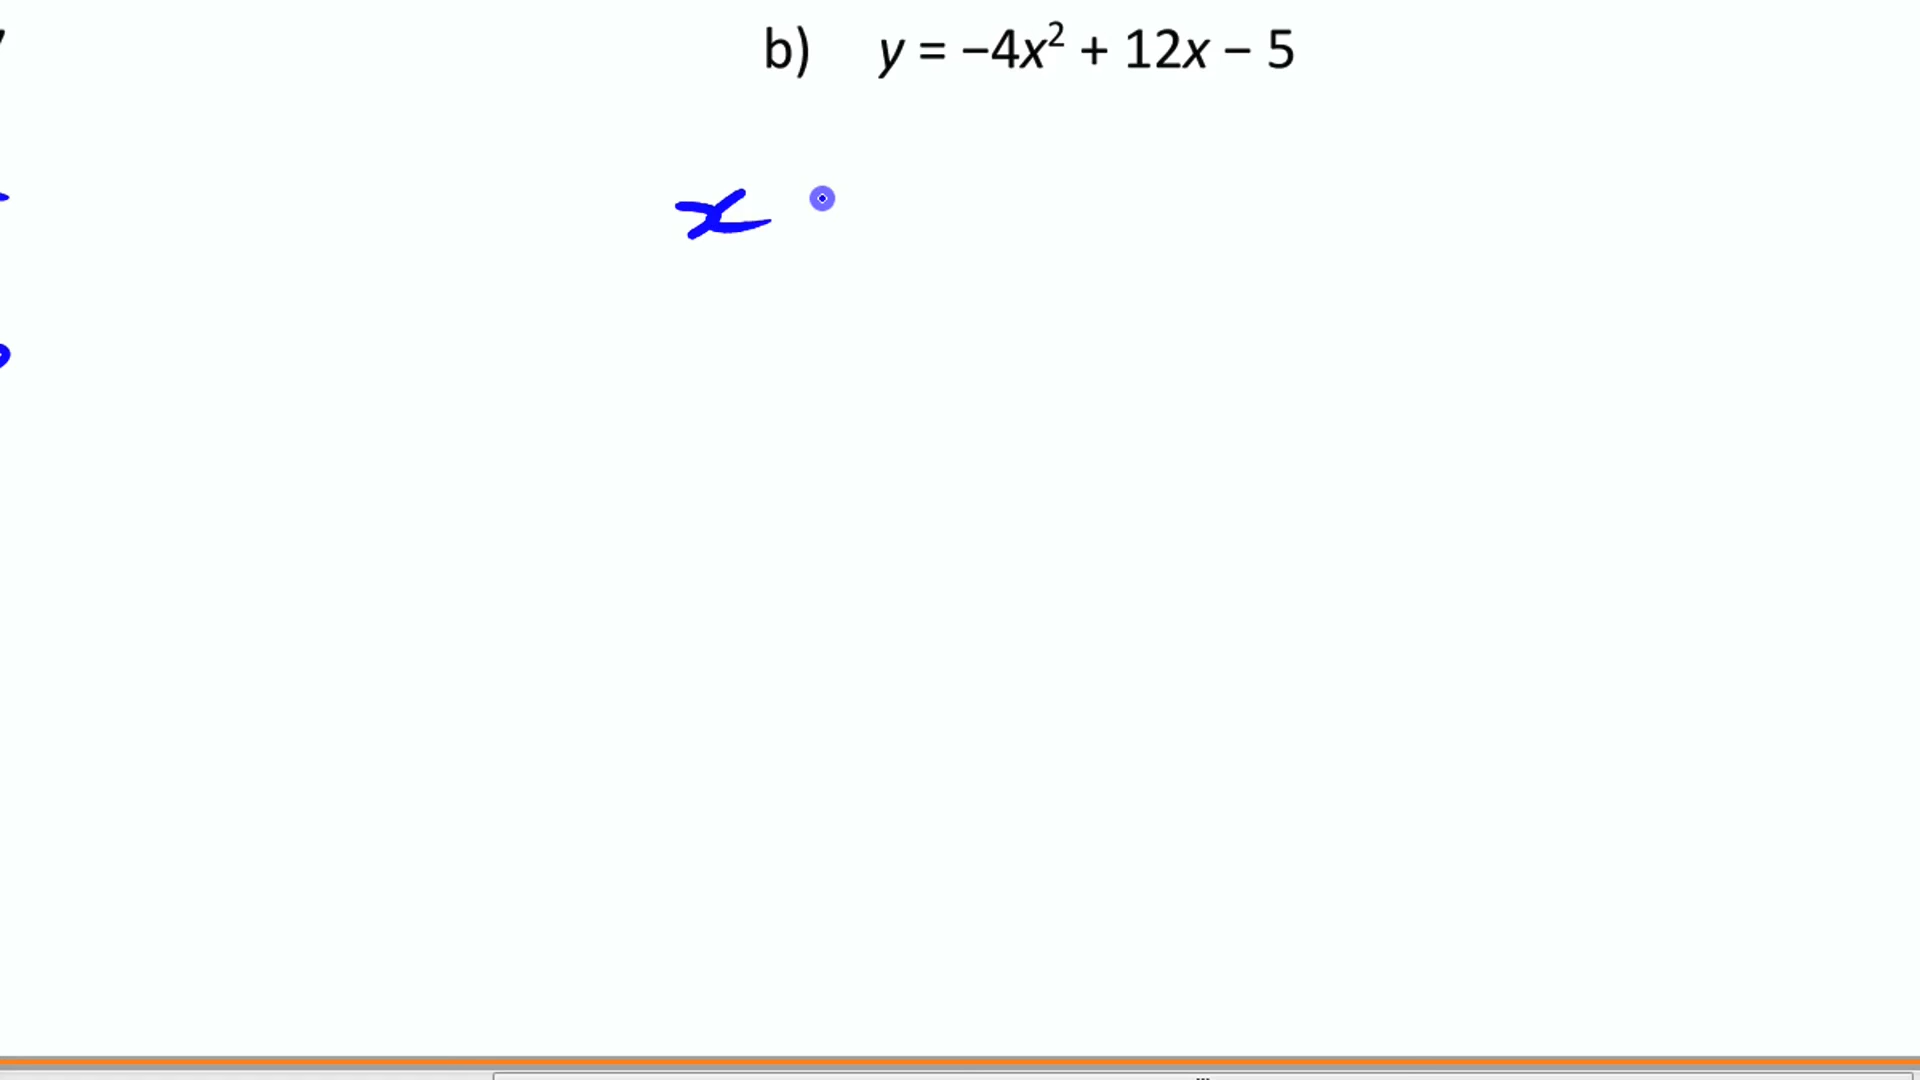 b) y = −4x² + 12x − 5
x